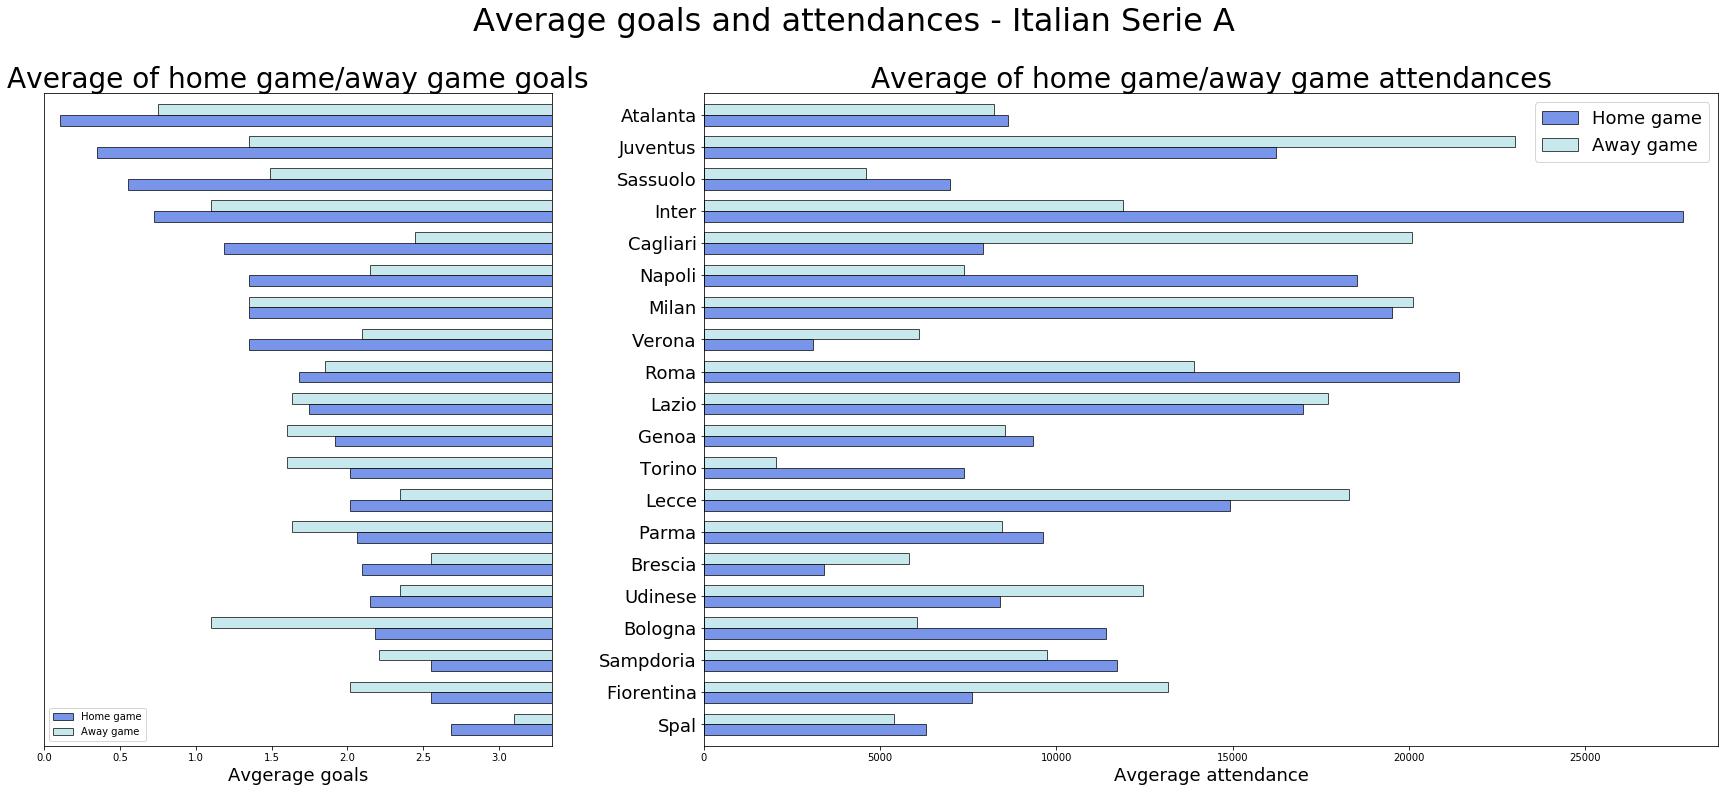 Average goals and attendances - Italian Serie A
Average of home game/away game goals
Home game
Away game
0.0 0.5 1.0 1.5 2.0 2.5 3.0
Avgerage goals
Average of home game/away game attendances
Home game
Away game
Atalanta
Juventus
Sassuolo
Inter
Cagliari
Napoli
Milan
Verona
Roma
Lazio
Genoa
Torino
Lecce
Parma
Brescia
Udinese
Bologna
Sampdoria
Fiorentina
Spal
0 5000 10000 15000 20000 25000
Avgerage attendance